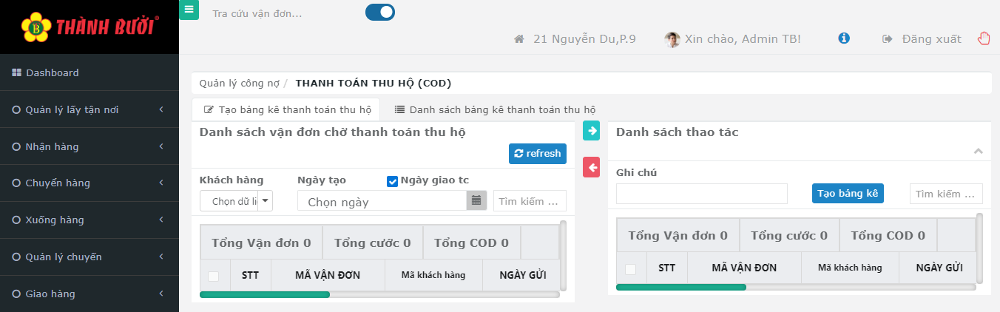 THÀNH BƯỞI®
B
Tra cứu vận đơn...
21 Nguyễn Du,P.9
Xin chào, Admin TB!
Đăng xuất
Dashboard
Quản lý lấy tận nơi
Nhận hàng
Chuyển hàng
Xuống hàng
Quản lý chuyến
Giao hàng
Quản lý công nợ / THANH TOÁN THU HỘ (COD)
Tạo bảng kê thanh toán thu hộ
Danh sách bảng kê thanh toán thu hộ
Danh sách vận đơn chờ thanh toán thu hộ
refresh
Khách hàng
Ngày tạo
Ngày giao tc
Chọn ngày
Tìm kiếm ...
Tổng Vận đơn 0
Tổng cước 0
Tổng COD 0
STT
MÃ VẬN ĐƠN
Mã khách hàng
NGÀY GỬI
Danh sách thao tác
Ghi chú
Tạo bảng kê
Tìm kiếm ...
Tổng Vận đơn 0
Tổng cước 0
Tổng COD 0
STT
MÃ VẬN ĐƠN
Mã khách hàng
NGÀY GỬI